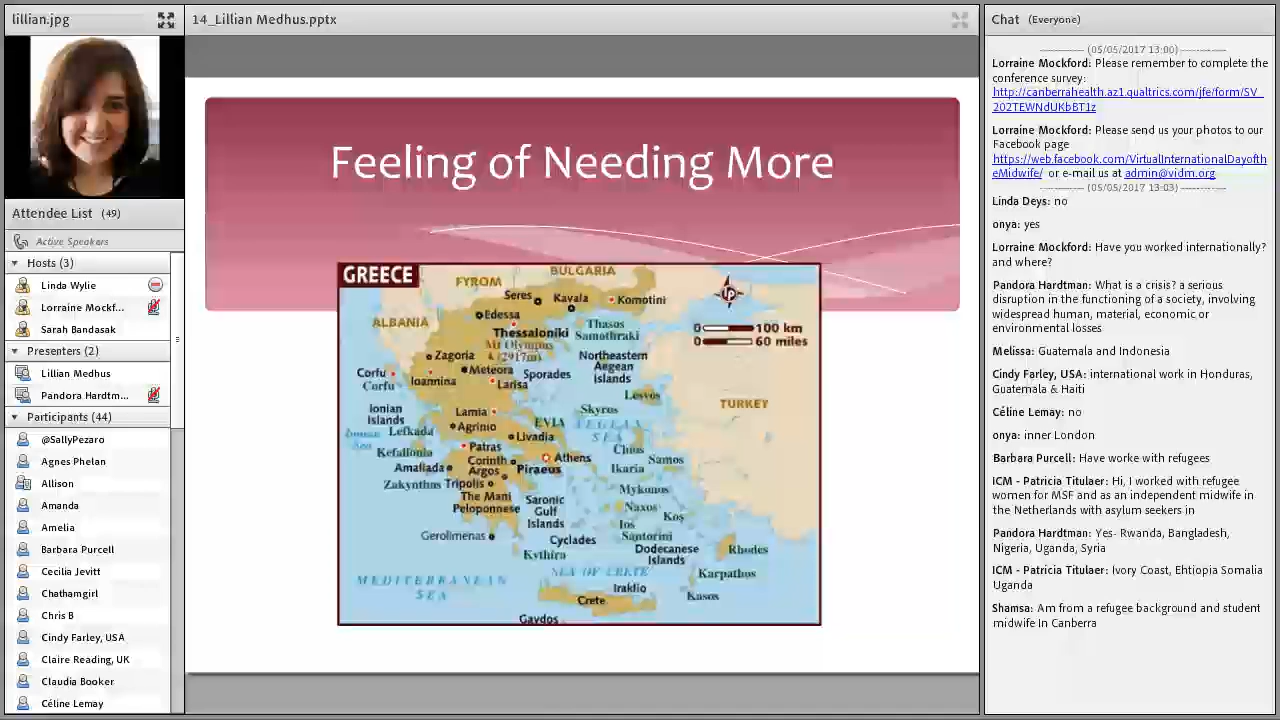 lillian.jpg
14_Lillian Medhus.pptx
Chat (Everyone)
Attendee List (49)
Active Speakers
Hosts (3)
Linda Wylie
Lorraine Mockf...
Sarah Bandasak
Presenters (2)
Lillian Medhus
Pandora Hardtm...
Participants (44)
@SallyPezaro
Agnes Phelan
Allison
Amanda
Amelia
Barbara Purcell
Cecilia Jevitt
Chathamgirl
Chris B
Cindy Farley, USA
Claire Reading, UK
Claudia Booker
Céline Lemay
Feeling of Needing More
GREECE
FYROM
BULGARIA
ALBANIA
Seres
Kavala
Komotini
Edessa
Thessaloniki
Thasos
Samothraki
0 100 km
0 60 miles
Mt Olympus
(2917m)
Zagoria
Meteora
Northeastern
Aegean
Islands
Corfu
Corfu
Ioannina
Larisa
Sporades
Lesvos
TURKEY
Ionian
Islands
Lamia
Skyros
Lefkada
Agrinio
EVIA
AEGEAN
SEA
Ionian
Sea
Livadia
Kefallonia
Patras
Chios
Athens
Samos
Corinth
Argos
Piraeus
Ikaria
Amaliada
Zakynthos
Tripolis
Mykonos
The Mani
Peloponnese
Saronic
Gulf
Islands
Naxos
Kos
Ios
Santorini
Gerolimenas
Cyclades
Dodecanese
Islands
Rhodes
Kythira
SEA OF CRETE
Karpathos
MEDITERRANEAN
SEA
Iraklio
Kasos
Crete
Gavdos
(05/05/2017 13:00)
Lorraine Mockford: Please remember to complete the
conference survey:
http://canberrahealth.az1.qualtrics.com/jfe/form/SV_
202TEWNdUKbBT1z
Lorraine Mockford: Please send us your photos to our
Facebook page
https://web.facebook.com/VirtualInternationalDayofth
eMidwife/ or e-mail us at admin@vidm.org
(05/05/2017 13:03)
Linda Deys: no
onya: yes
Lorraine Mockford: Have you worked internationally?
and where?
Pandora Hardtman: What is a crisis? a serious
disruption in the functioning of a society, involving
widespread human, material, economic or
environmental losses
Melissa: Guatemala and Indonesia
Cindy Farley, USA: international work in Honduras,
Guatemala & Haiti
Céline Lemay: no
onya: inner London
Barbara Purcell: Have worke with refugees
ICM - Patricia Titulaer: Hi, I worked with refugee
women for MSF and as an independent midwife in
the Netherlands with asylum seekers in
Pandora Hardtman: Yes- Rwanda, Bangladesh,
Nigeria, Uganda, Syria
ICM - Patricia Titulaer: Ivory Coast, Ehtiopia Somalia
Uganda
Shamsa: Am from a refugee background and student
midwife In Canberra